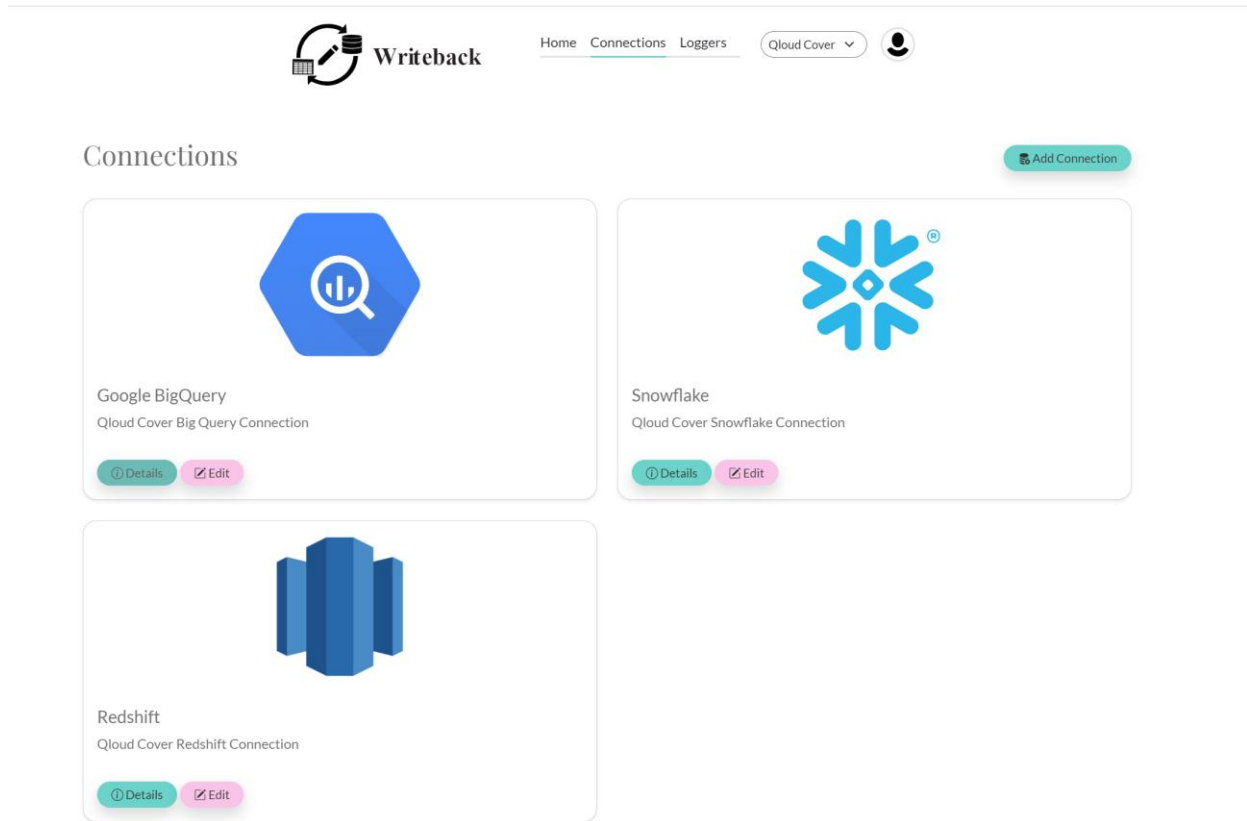 Writeback
Home Connections Loggers
Qloud Cover
Connections
Add Connection
®
Google BigQuery
Qloud Cover Big Query Connection
Details Edit
Snowflake
Qloud Cover Snowflake Connection
Details Edit
Redshift
Qloud Cover Redshift Connection
Details Edit